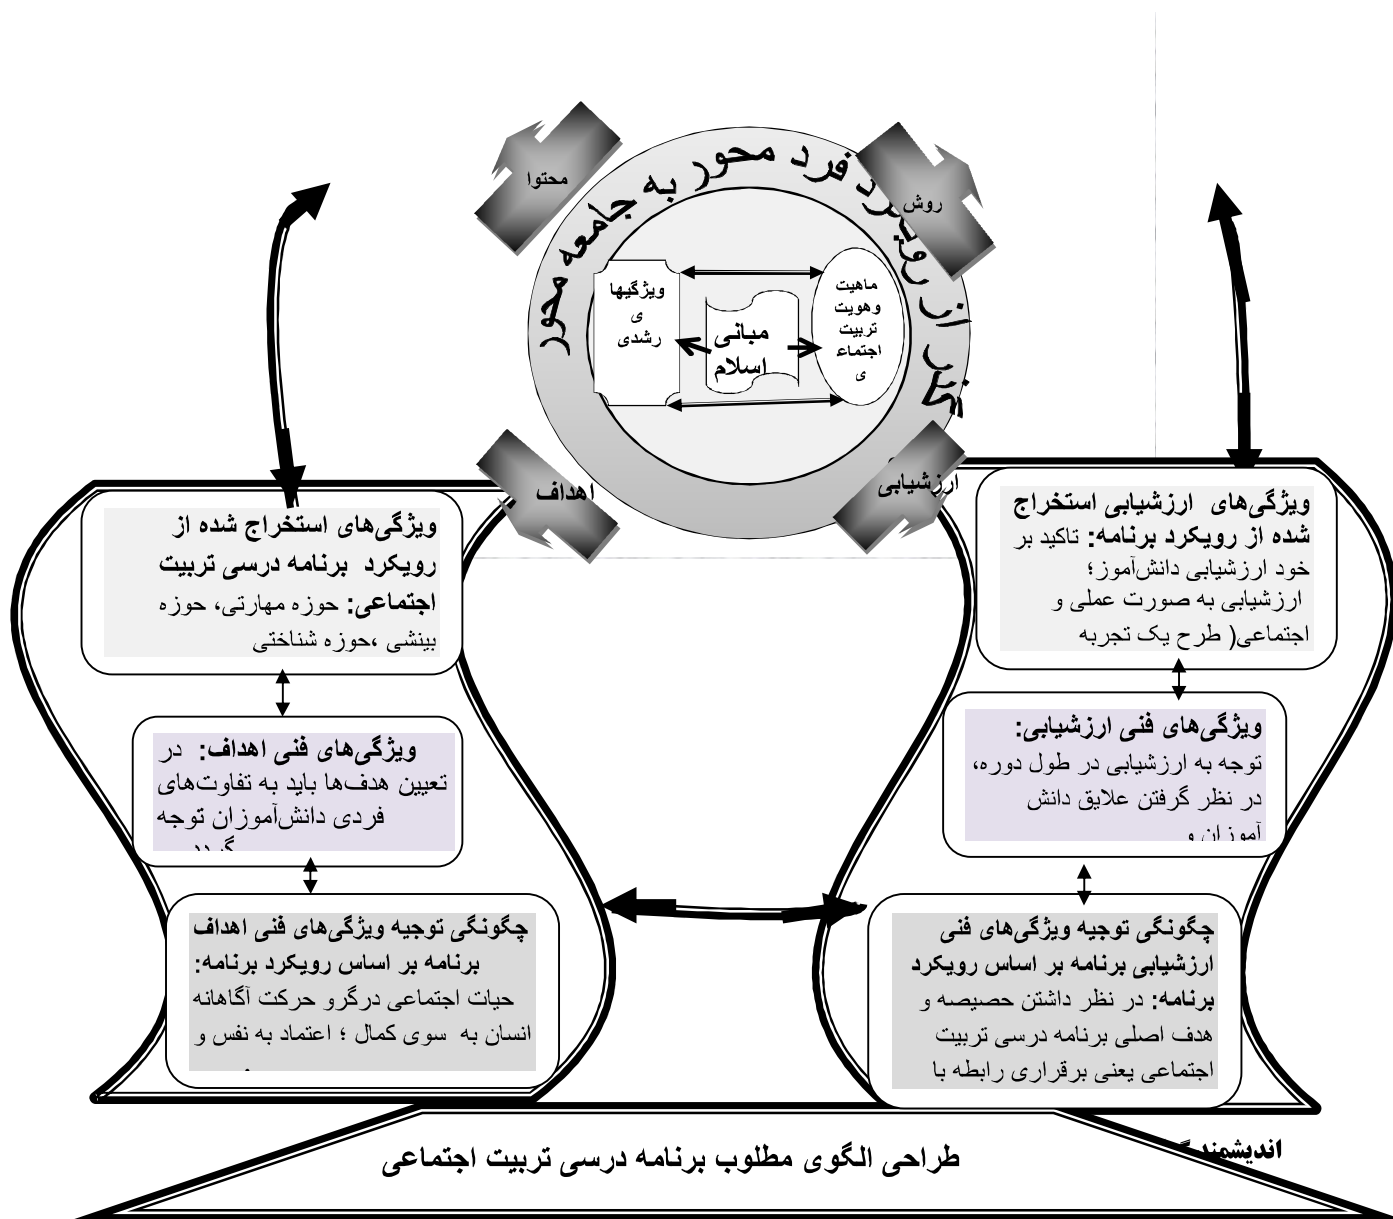 محتوا
روش
گذر از رویکرد فرد محور به جامعه محور
ماهیت
وهویت
تربیت
اجتماع
ی
ویژگیها
ی
رشدی
مبانی
اسلام
اهداف
ارزشیابی
ویژگی‌های ارزشیابی استخراج
شده از رویکرد برنامه: تاکید بر
خود ارزشیابی دانش‌آموز؛
ارزشیابی به صورت عملی و
اجتماعی( طرح یک تجربه
ویژگی‌های فنی ارزشیابی:
توجه به ارزشیابی در طول دوره،
در نظر گرفتن علایق دانش
آموزان و
چگونگی توجیه ویژگی‌های فنی
ارزشیابی برنامه بر اساس رویکرد
برنامه: در نظر داشتن حصیصه و
هدف اصلی برنامه درسی تربیت
اجتماعی یعنی برقراری رابطه با
ویژگی‌های استخراج شده از
رویکرد برنامه درسی تربیت
اجتماعی: حوزه مهارتی، حوزه
بینشی ،حوزه شناختی
ویژگی‌های فنی اهداف: در
تعیین هدف‌ها باید به تفاوت‌های
فردی دانش‌آموزان توجه
چگونگی توجیه ویژگی‌های فنی اهداف
برنامه بر اساس رویکرد برنامه:
حیات اجتماعی درگرو حرکت آگاهانه
انسان به سوی کمال ؛ اعتماد به نفس و
طراحی الگوی مطلوب برنامه درسی تربیت اجتماعی